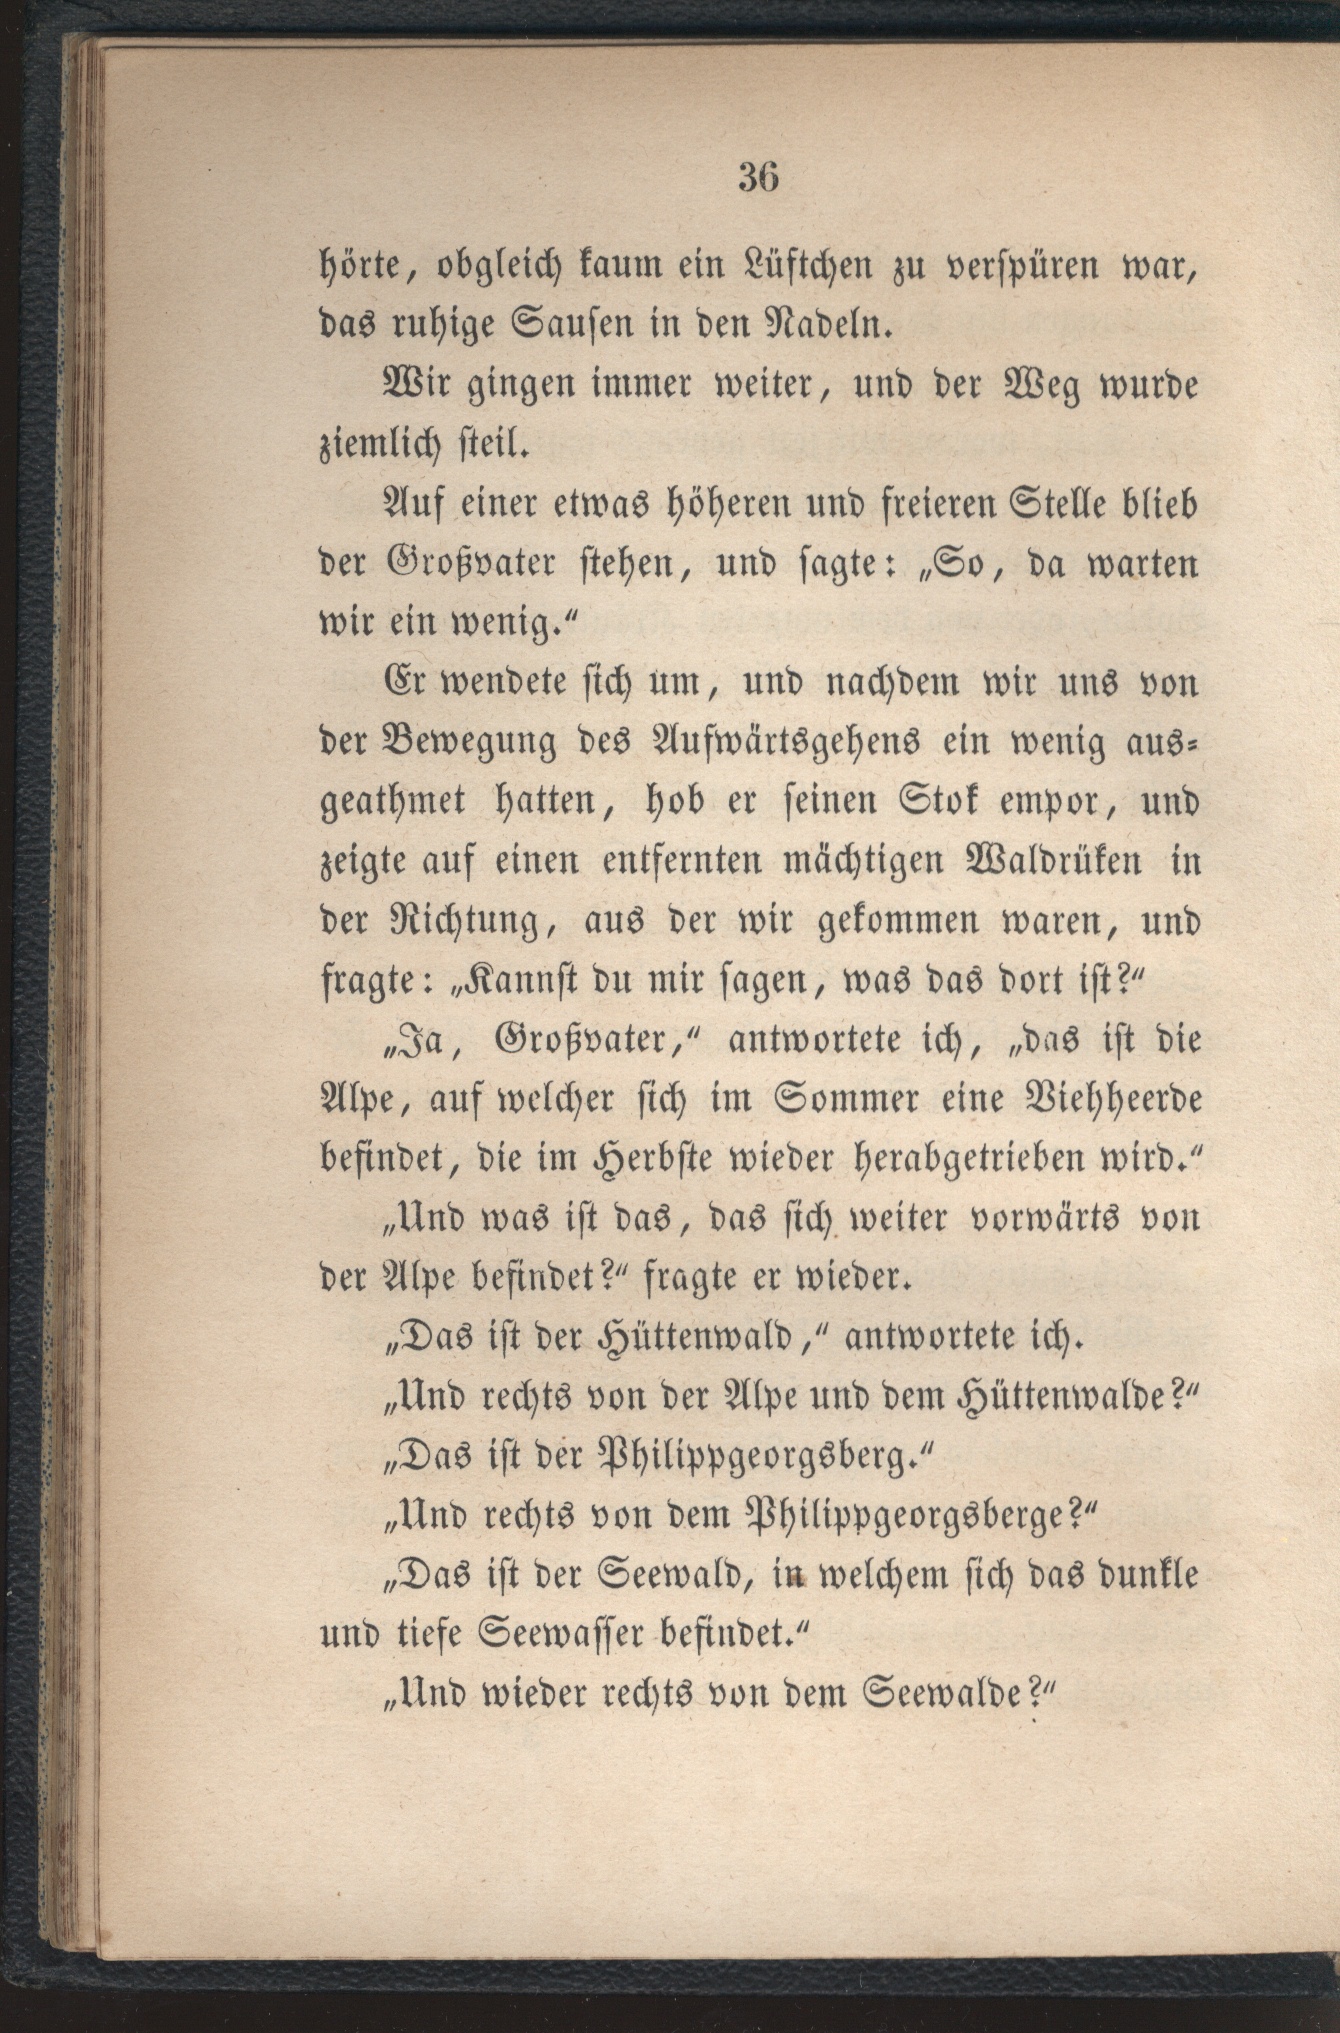 36
hörte, obgleich kaum ein Lüftchen zu verspüren war,
das ruhige Sausen in den Nadeln.
Wir gingen immer weiter, und der Weg wurde
ziemlich steil.
Auf einer etwas höheren und freieren Stelle blieb
der Großvater stehen, und sagte: „So, da warten
wir ein wenig.“
Er wendete sich um, und nachdem wir uns von
der Bewegung des Aufwärtsgehens ein wenig aus-
geathmet hatten, hob er seinen Stok empor, und
zeigte auf einen entfernten mächtigen Waldrüken in
der Richtung, aus der wir gekommen waren, und
fragte: „Kannst du mir sagen, was das dort ist?“
„Ja, Großvater,“ antwortete ich, „das ist die
Alpe, auf welcher sich im Sommer eine Viehheerde
befindet, die im Herbste wieder herabgetrieben wird.“
„Und was ist das, das sich weiter vorwärts von
der Alpe befindet?“ fragte er wieder.
„Das ist der Hüttenwald,“ antwortete ich.
„Und rechts von der Alpe und dem Hüttenwalde?“
„Das ist der Philippgeorgsberg.“
„Und rechts von dem Philippgeorgsberge?“
„Das ist der Seewald, in welchem sich das dunkle
und tiefe Seewasser befindet.“
„Und wieder rechts von dem Seewalde?“